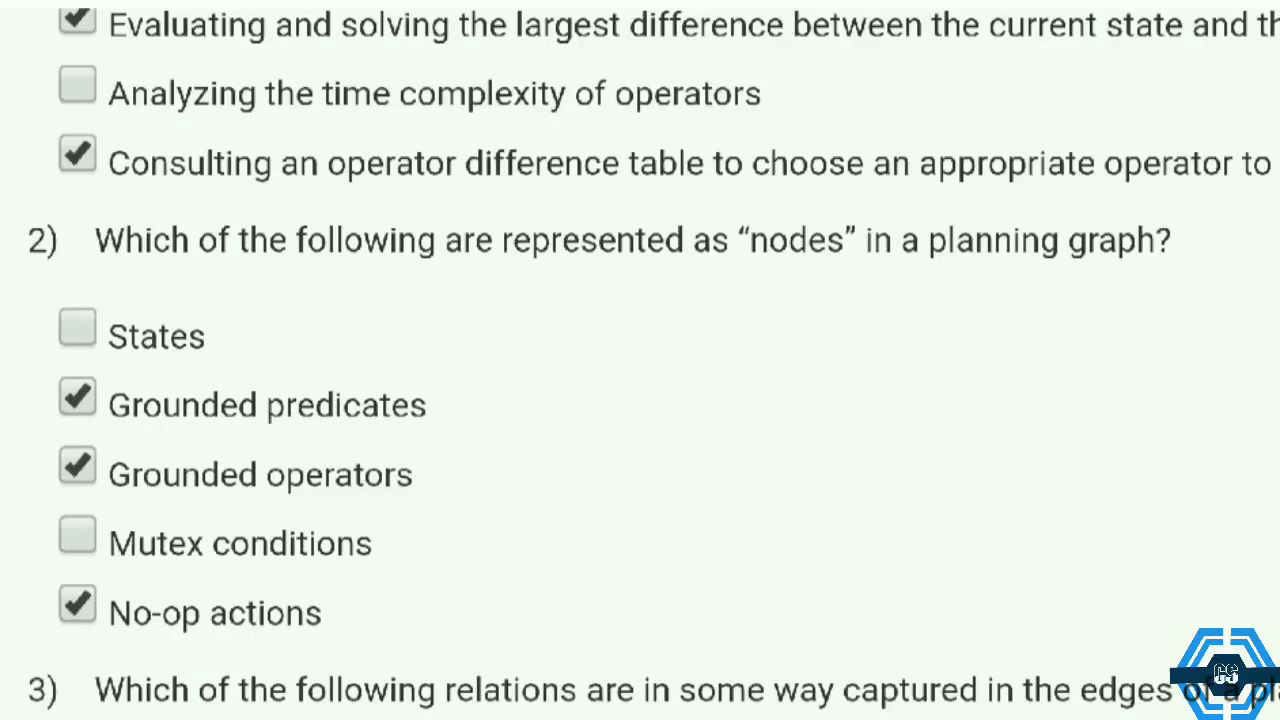 Evaluating and solving the largest difference between the current state and
Analyzing the time complexity of operators
Consulting an operator difference table to choose an appropriate operator to
2) Which of the following are represented as “nodes” in a planning graph?
States
Grounded predicates
Grounded operators
Mutex conditions
No-op actions
3) Which of the following relations are in some way captured in the edges of a
GS